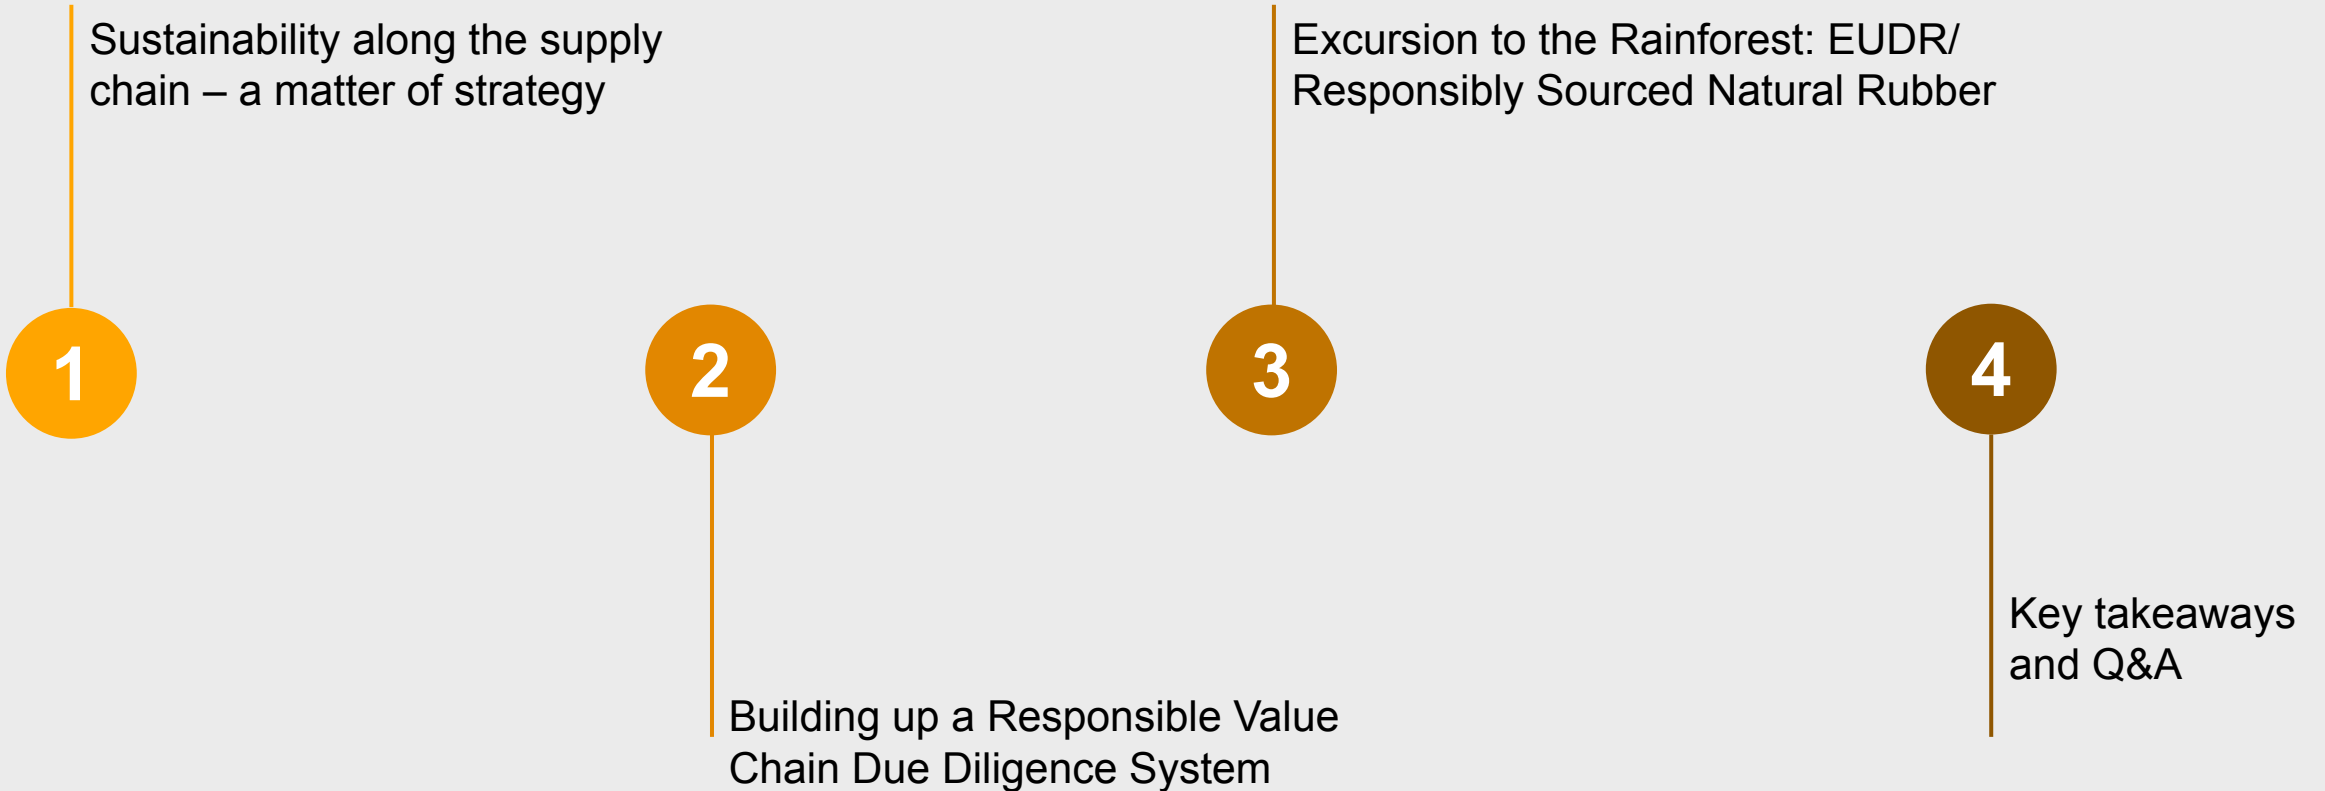 Sustainability along the supply
chain – a matter of strategy
Excursion to the Rainforest: EUDR/
Responsibly Sourced Natural Rubber
1
2
3
4
Key takeaways
and Q&A
Building up a Responsible Value
Chain Due Diligence System